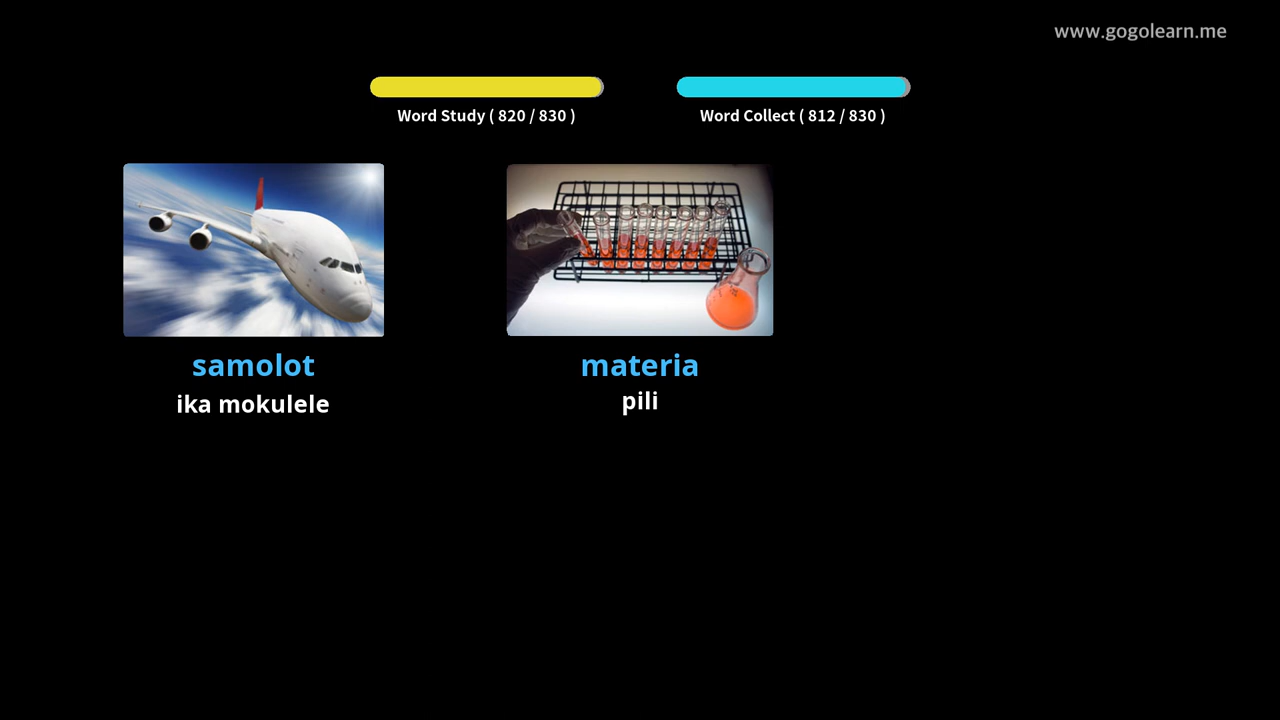 www.gogolearn.me
Word Study ( 820 / 830 )
Word Collect ( 812 / 830 )
samolot
ika mokulele
materia
pili